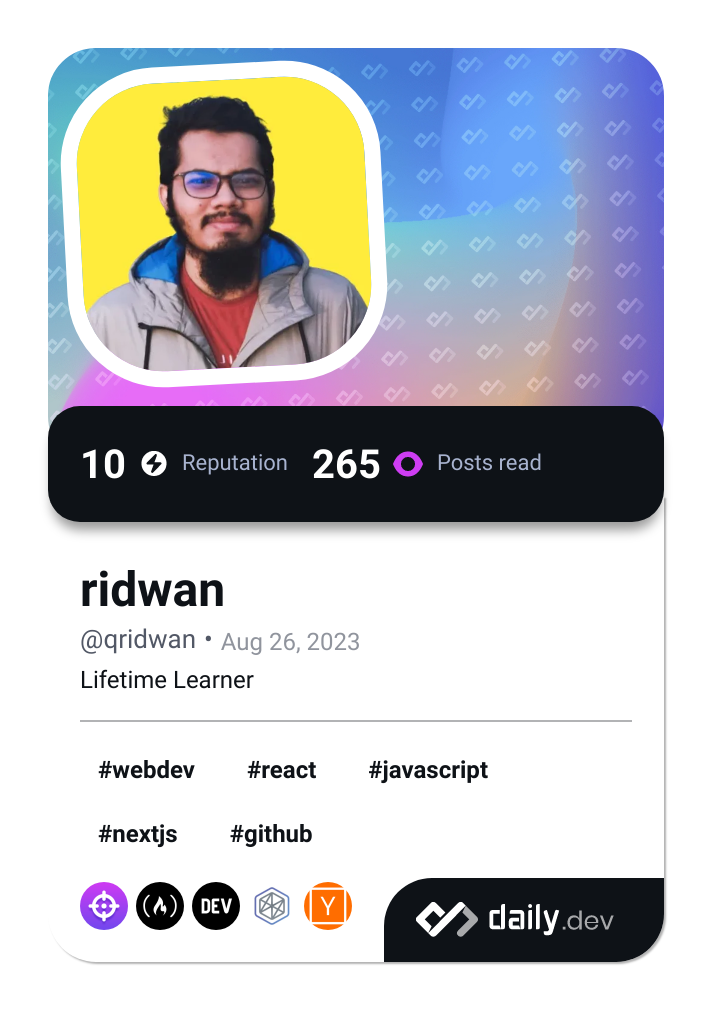 10 Reputation 265 Posts read
ridwan
@qridwan • Aug 26, 2023
Lifetime Learner
#webdev #react #javascript
#nextjs #github
DEV Y daily.dev